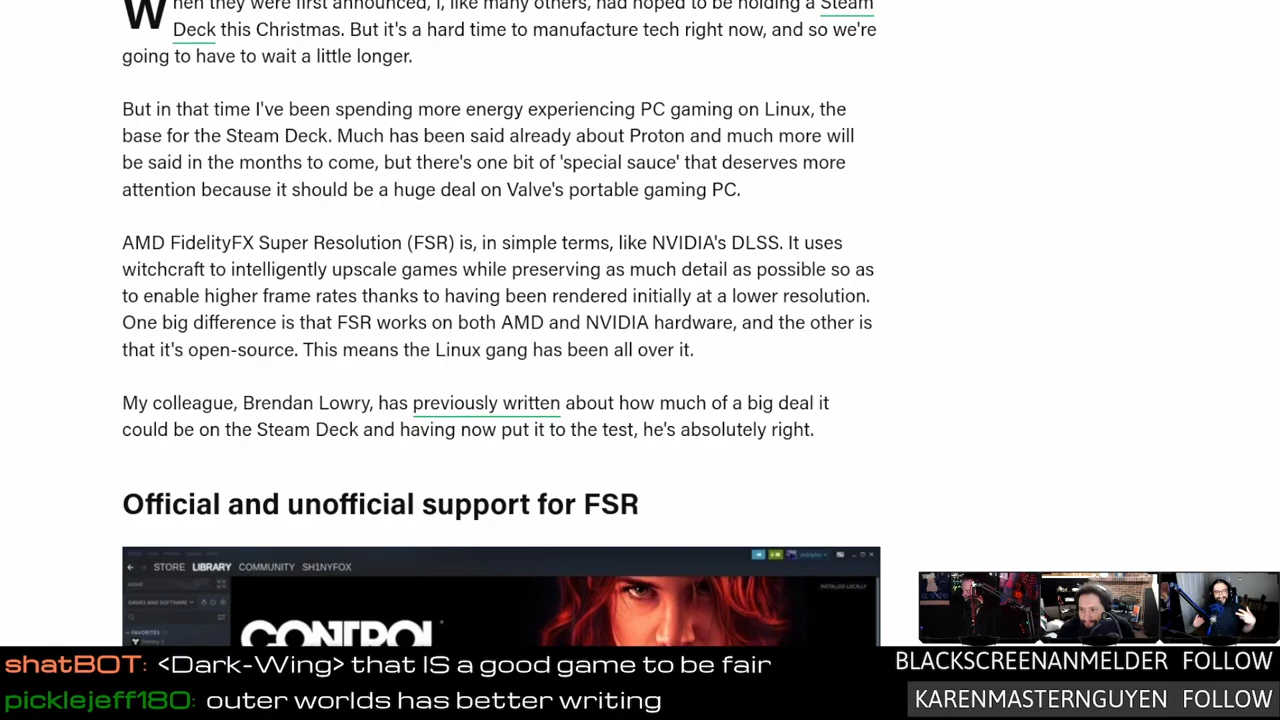 When they were first announced, I, like many others, had hoped to be holding a Steam
Deck this Christmas. But it's a hard time to manufacture tech right now, and so we're
going to have to wait a little longer.
But in that time I've been spending more energy experiencing PC gaming on Linux, the
base for the Steam Deck. Much has been said already about Proton and much more will
be said in the months to come, but there's one bit of 'special sauce' that deserves more
attention because it should be a huge deal on Valve's portable gaming PC.
AMD FidelityFX Super Resolution (FSR) is, in simple terms, like NVIDIA's DLSS. It uses
witchcraft to intelligently upscale games while preserving as much detail as possible so as
to enable higher frame rates thanks to having been rendered initially at a lower resolution.
One big difference is that FSR works on both AMD and NVIDIA hardware, and the other is
that it's open-source. This means the Linux gang has been all over it.
My colleague, Brendan Lowry, has previously written about how much of a big deal it
could be on the Steam Deck and having now put it to the test, he's absolutely right.
Official and unofficial support for FSR
STORE LIBRARY COMMUNITY SH1NYFOX
HOME
INSTALLED LOCALLY
GAMES AND SOFTWARE
FAVORITES
CONTROL
shatBOT: <Dark-Wing> that IS a good game to be fair
picklejeff180: outer worlds has better writing
BLACKSCREENANMELDER FOLLOW
KARENMASTERNGUYEN FOLLOW